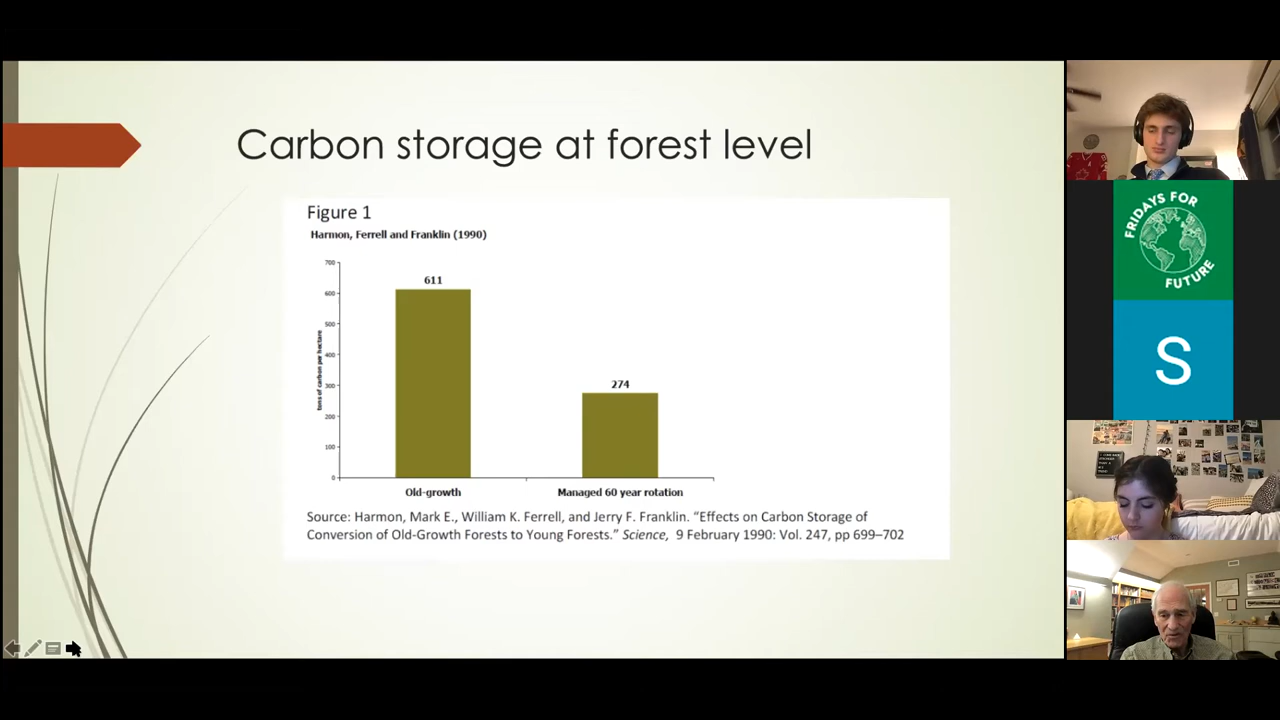 Carbon storage at forest level
Figure 1
Harmon, Ferrell and Franklin (1990)
700
600
500
400
300
200
100
0
tons of carbon per hectare
611
274
Old-growth
Managed 60 year rotation
Source: Harmon, Mark E., William K. Ferrell, and Jerry F. Franklin. “Effects on Carbon Storage of
Conversion of Old-Growth Forests to Young Forests.” Science, 9 February 1990: Vol. 247, pp 699–702
FRIDAYS FOR
FUTURE
S